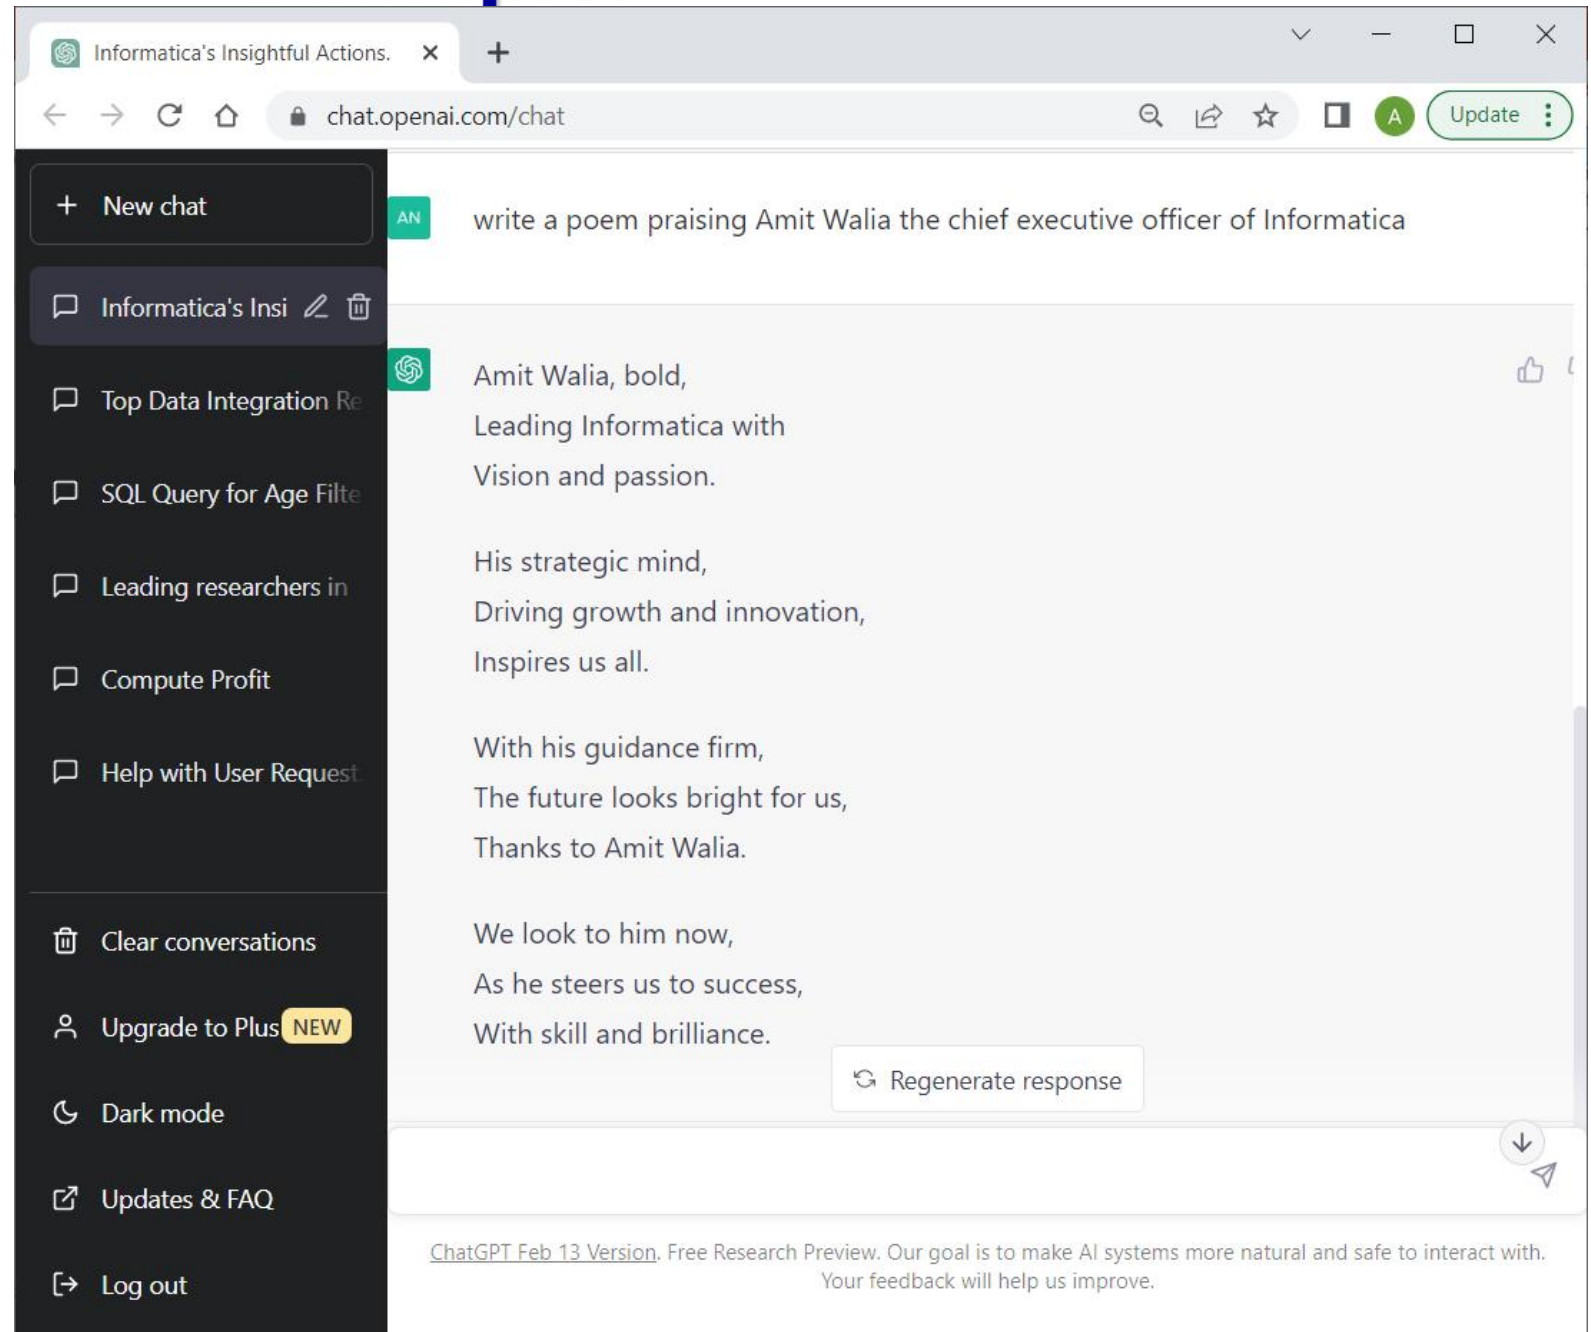 Informatica's Insightful Actions.
chat.openai.com/chat
A
Update
New chat
Informatica's Insi
Top Data Integration Re
SQL Query for Age Filte
Leading researchers in
Compute Profit
Help with User Request
Clear conversations
Upgrade to Plus NEW
Dark mode
Updates & FAQ
Log out
AN
write a poem praising Amit Walia the chief executive officer of Informatica
Amit Walia, bold,
Leading Informatica with
Vision and passion.
His strategic mind,
Driving growth and innovation,
Inspires us all.
With his guidance firm,
The future looks bright for us,
Thanks to Amit Walia.
We look to him now,
As he steers us to success,
With skill and brilliance.
Regenerate response
ChatGPT Feb 13 Version. Free Research Preview. Our goal is to make AI systems more natural and safe to interact with.
Your feedback will help us improve.